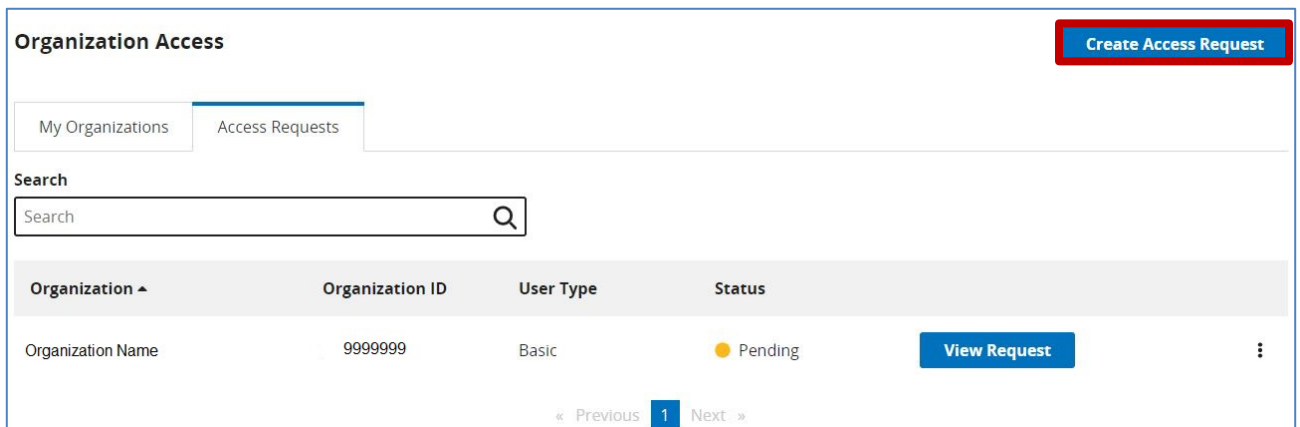 Organization Access
Create Access Request
My Organizations Access Requests
Search
Search
Organization Organization ID User Type Status
Organization Name 9999999 Basic Pending View Request
« Previous 1 Next »